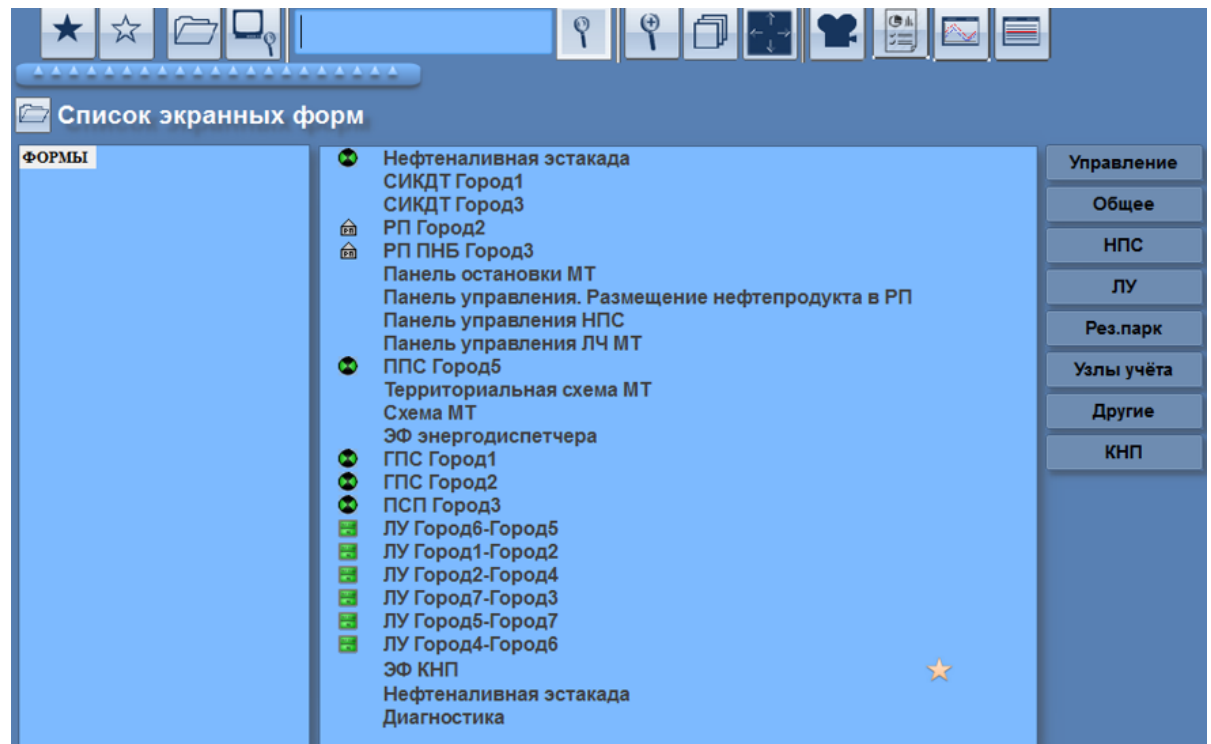 Список экранных форм
ФОРМЫ
Нефтеналивная эстакада
СИКДТ Город1
СИКДТ Город3
РП Город2
РП ПНБ Город3
Панель остановки МТ
Панель управления. Размещение нефтепродукта в РП
Панель управления НПС
Панель управления ЛЧ МТ
ППС Город5
Территориальная схема МТ
Схема МТ
ЭФ энергодиспетчера
ГПС Город1
ГПС Город2
ПСП Город3
ЛУ Город6-Город5
ЛУ Город1-Город2
ЛУ Город2-Город4
ЛУ Город7-Город3
ЛУ Город5-Город7
ЛУ Город4-Город6
ЭФ КНП
Нефтеналивная эстакада
Диагностика
Управление
Общее
НПС
ЛУ
Рез.парк
Узлы учёта
Другие
КНП